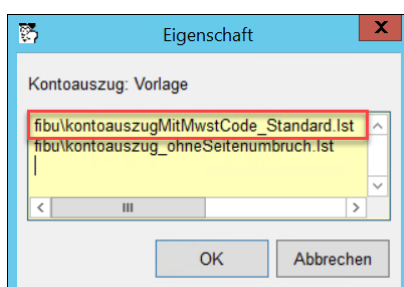 Eigenschaft
X
Kontoauszug: Vorlage
fibu\kontoauszugMitMwstCode_Standard.lst
fibu\kontoauszug_ohneSeitenumbruch.lst
OK
Abbrechen